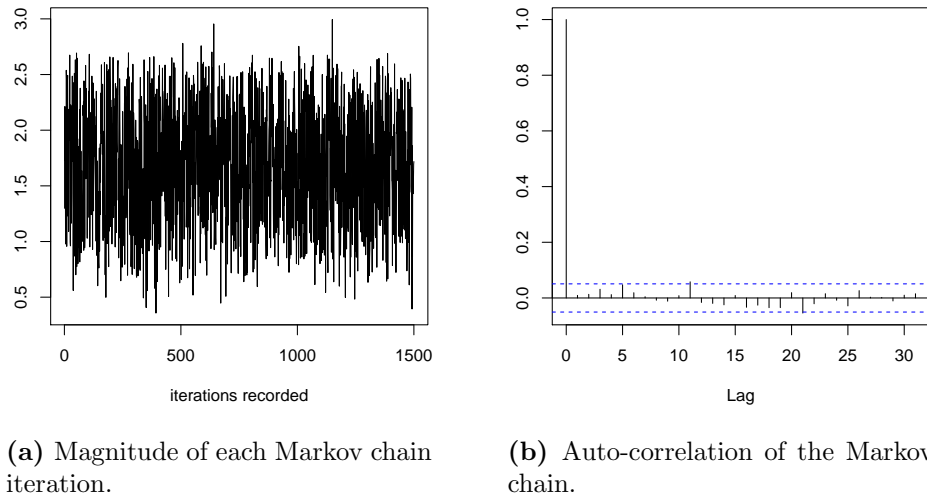 3.0
2.5
2.0
1.5
1.0
0.5
0 500 1000 1500
iterations recorded
(a) Magnitude of each Markov chain
iteration.
1.0
0.8
0.6
0.4
0.2
0.0
0 5 10 15 20 25 30
Lag
(b) Auto-correlation of the Markov
chain.